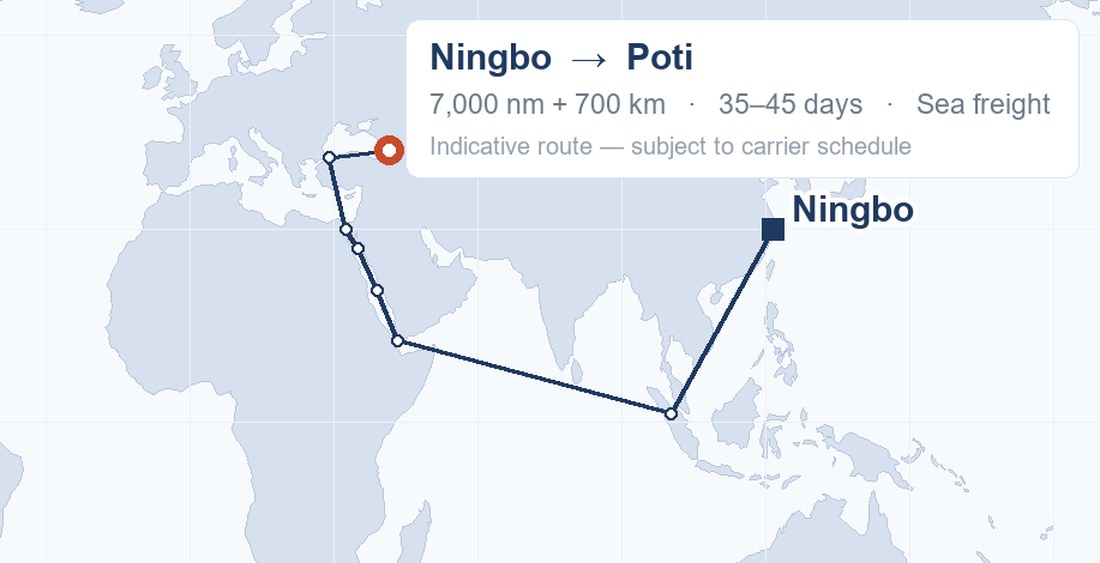 Ningbo → Poti
7,000 nm + 700 km · 35–45 days · Sea freight
Indicative route — subject to carrier schedule
Ningbo